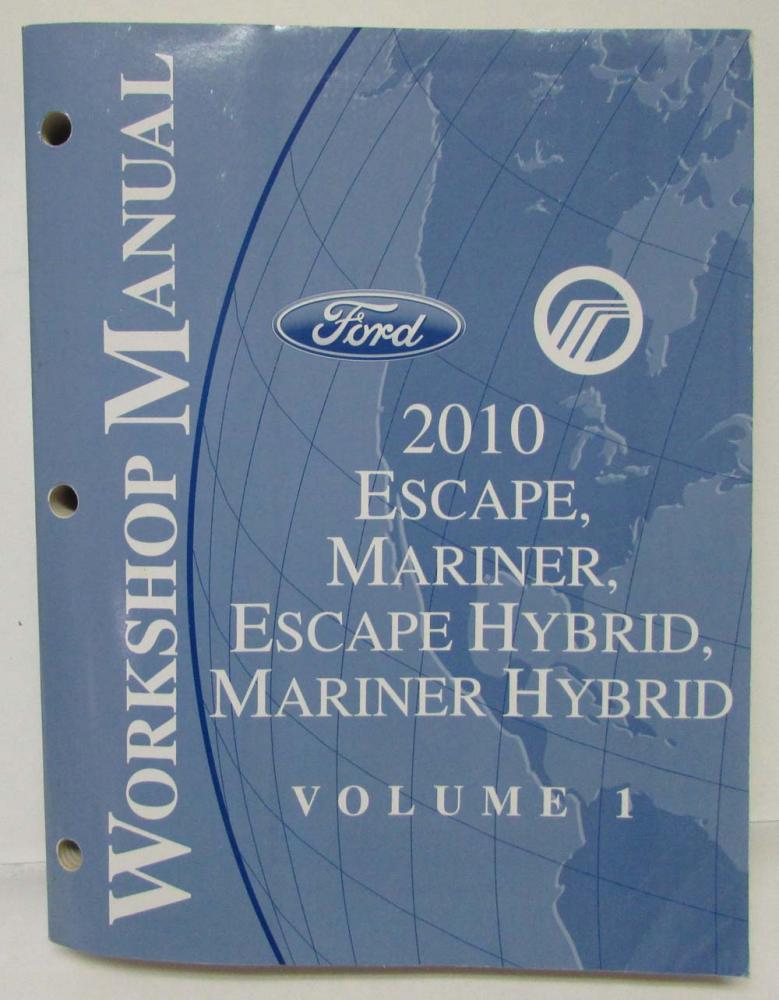 WORKSHOP MANUAL
Ford
2010
ESCAPE,
MARINER,
ESCAPE HYBRID,
MARINER HYBRID
VOLUME 1